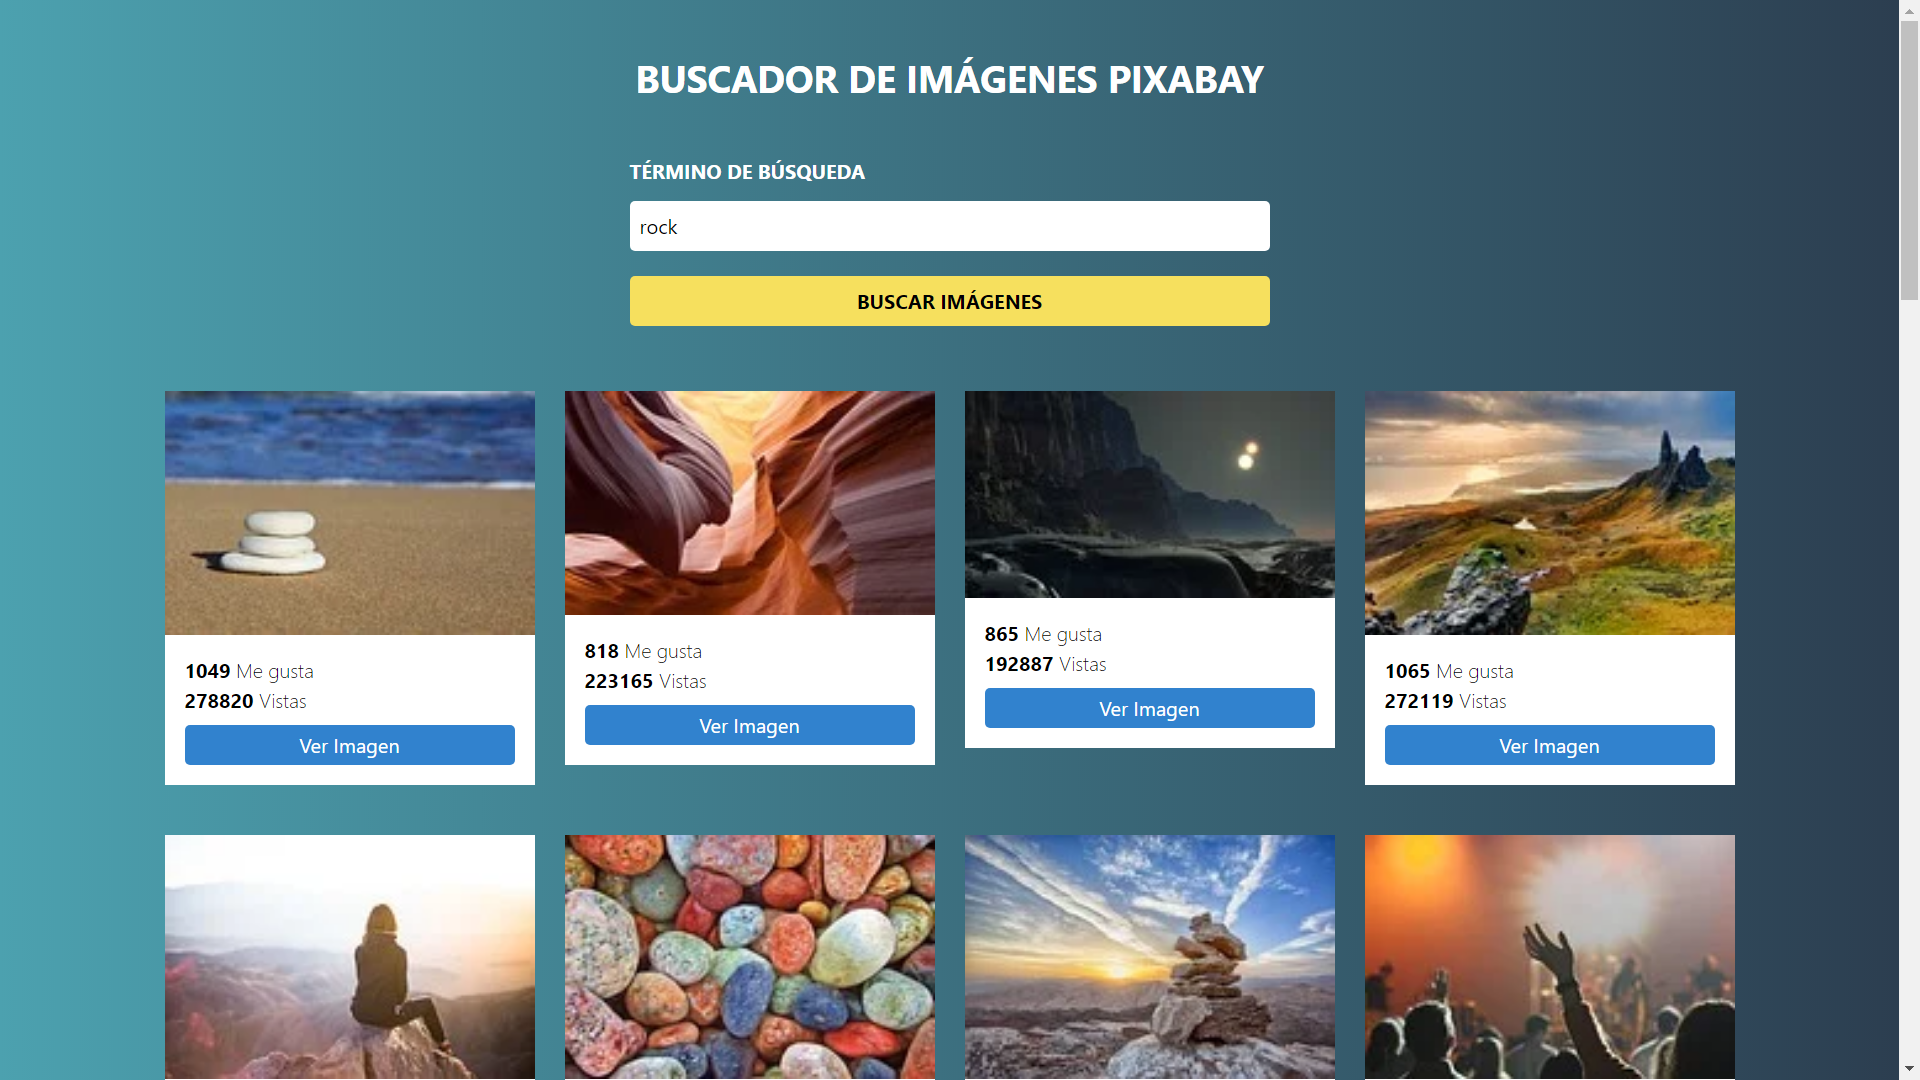 BUSCADOR DE IMÁGENES PIXABAY
TÉRMINO DE BÚSQUEDA
rock
BUSCAR IMÁGENES
1049 Me gusta
278820 Vistas
Ver Imagen
818 Me gusta
223165 Vistas
Ver Imagen
865 Me gusta
192887 Vistas
Ver Imagen
1065 Me gusta
272119 Vistas
Ver Imagen